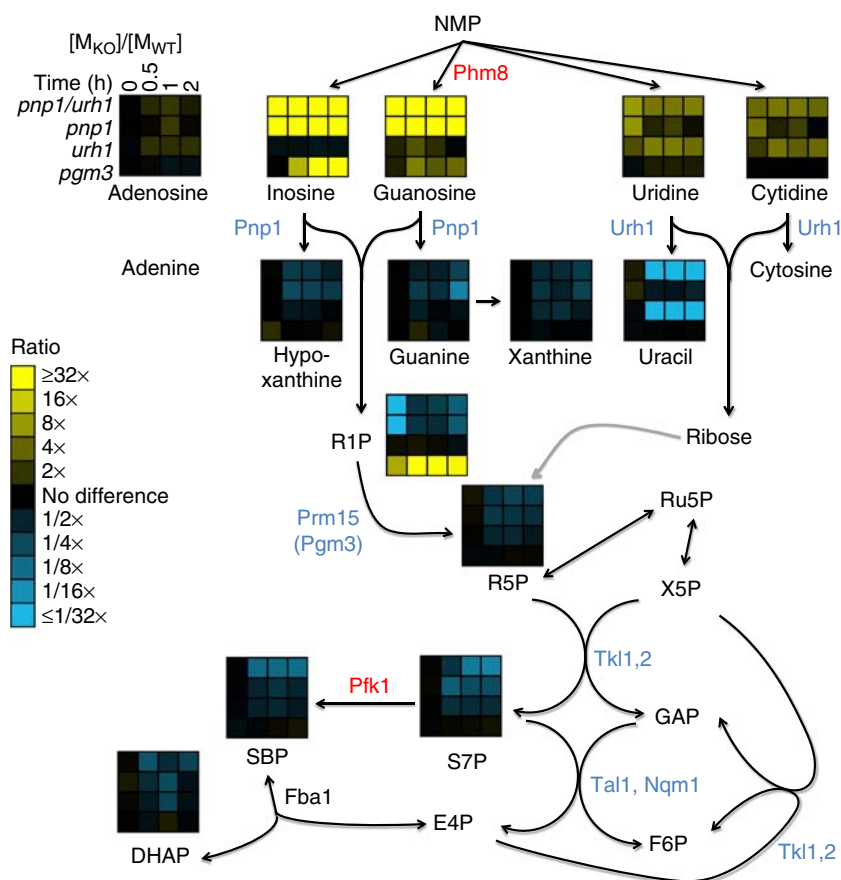 NMP
[M_KO]/[M_WT]
Time (h) 0 0.5 1 2
Phm8
pnp1/urh1
pnp1
urh1
pgm3
Adenosine
Inosine
Guanosine
Uridine
Cytidine
Pnp1
Pnp1
Urh1
Urh1
Adenine
Cytosine
Hypo-
xanthine
Guanine
Xanthine
Uracil
Ratio
≥32×
16×
8×
4×
2×
No difference
1/2×
1/4×
1/8×
1/16×
≤1/32×
R1P
Ribose
Prm15
(Pgm3)
Ru5P
R5P
X5P
Tkl1,2
Pfk1
GAP
SBP
S7P
Fba1
Tal1, Nqm1
E4P
F6P
DHAP
Tkl1,2